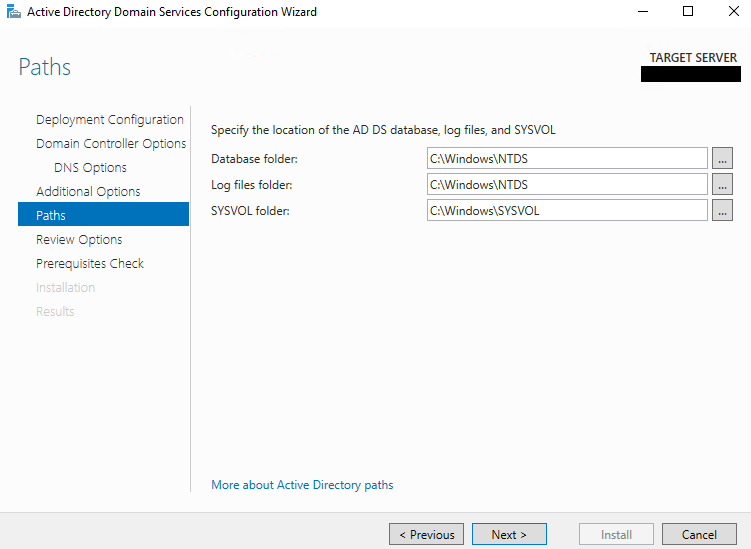 Active Directory Domain Services Configuration Wizard
Paths
TARGET SERVER
Deployment Configuration
Domain Controller Options
DNS Options
Additional Options
Paths
Review Options
Prerequisites Check
Installation
Results
Specify the location of the AD DS database, log files, and SYSVOL
Database folder: C:\Windows\NTDS ...
Log files folder: C:\Windows\NTDS ...
SYSVOL folder: C:\Windows\SYSVOL ...
More about Active Directory paths
< Previous Next > Install Cancel